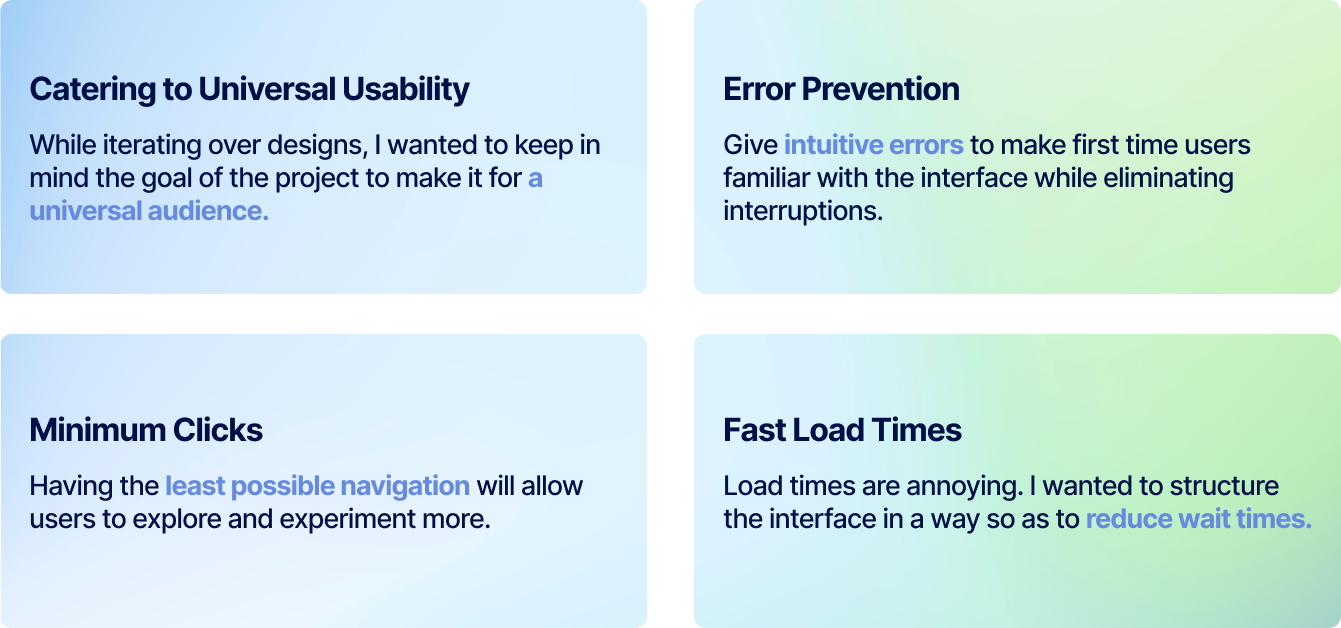 Catering to Universal Usability
While iterating over designs, I wanted to keep in
mind the goal of the project to make it for a
universal audience.
Error Prevention
Give intuitive errors to make first time users
familiar with the interface while eliminating
interruptions.
Minimum Clicks
Having the least possible navigation will allow
users to explore and experiment more.
Fast Load Times
Load times are annoying. I wanted to structure
the interface in a way so as to reduce wait times.